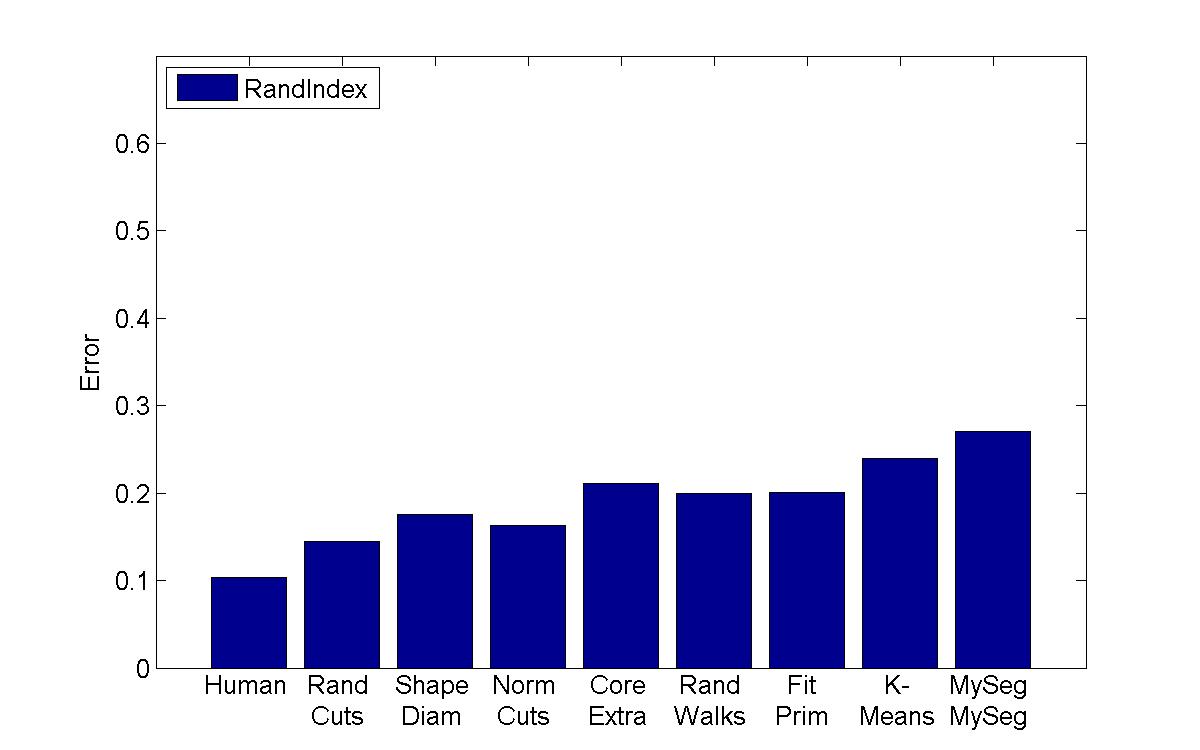 RandIndex
0.6
0.5
0.4
0.3
0.2
0.1
0
Error
Human Rand Shape Norm Core Rand Fit K- MySeg
Cuts Diam Cuts Extra Walks Prim Means MySeg